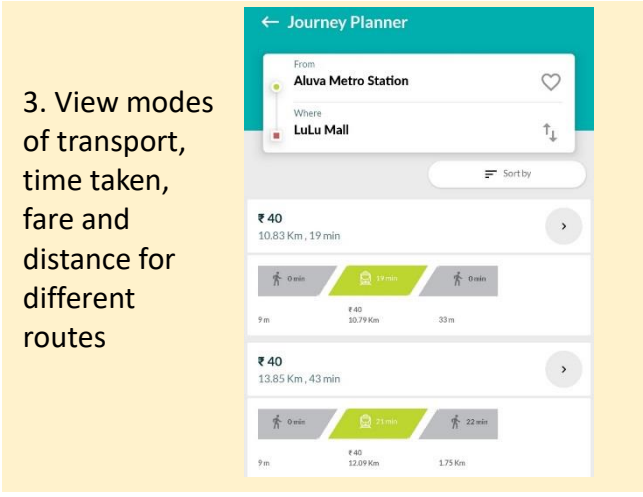 3. View modes
of transport,
time taken,
fare and
distance for
different
routes
← Journey Planner
From
Aluva Metro Station
Where
LuLu Mall
Sort by
₹ 40
10.83 Km , 19 min
0 min 19 min 0 min
₹ 40
9 m 10.79 Km 33 m
₹ 40
13.85 Km , 43 min
0 min 21 min 22 min
₹ 40
9 m 12.09 Km 1.75 Km